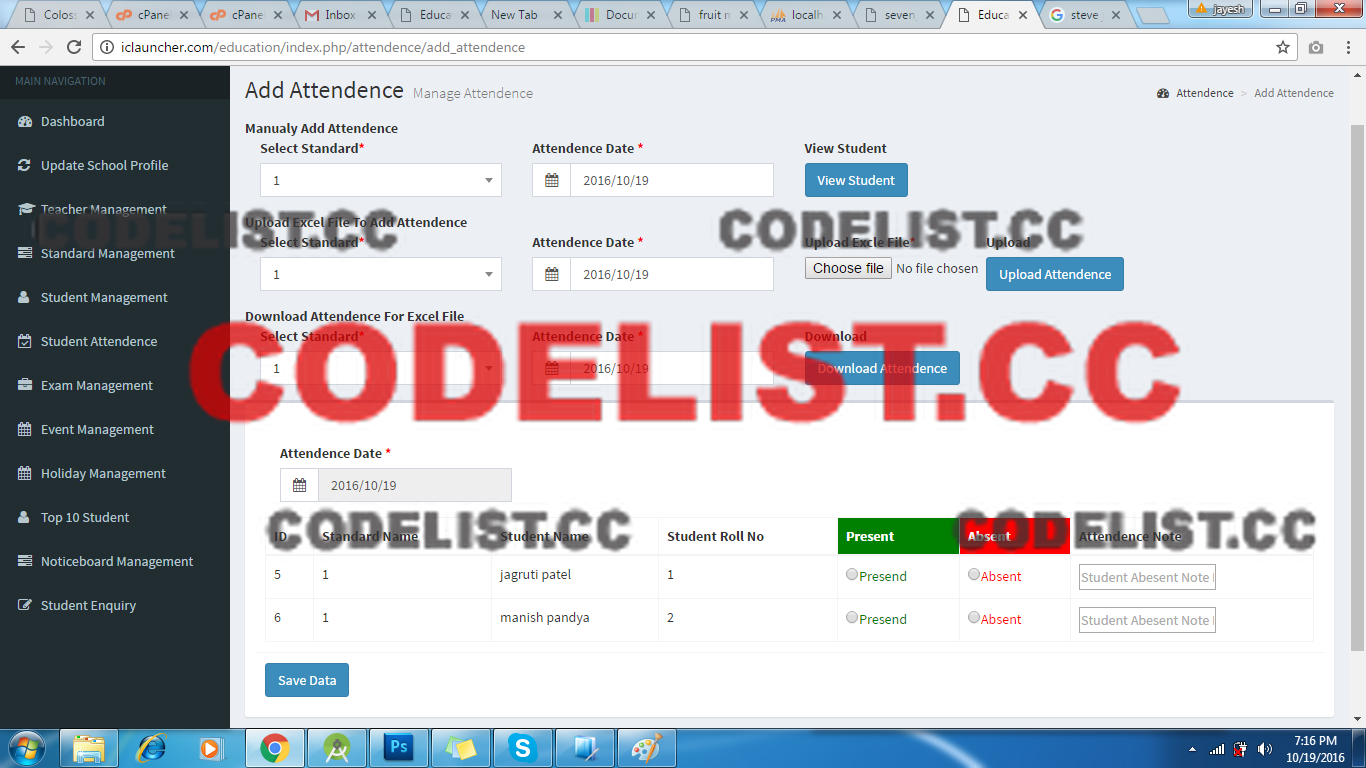 Colos
cPanel
cPane
Inbox
Educa
New Tab
Docum
fruit m
localh
seven
Educa
steve
jayesh
iclauncher.com/education/index.php/attendence/add_attendence
MAIN NAVIGATION
Dashboard
Update School Profile
Teacher Management
Standard Management
Student Management
Student Attendence
Exam Management
Event Management
Holiday Management
Top 10 Student
Noticeboard Management
Student Enquiry
Add Attendence Manage Attendence
Attendence > Add Attendence
Manualy Add Attendence
Select Standard* Attendence Date * View Student
1 2016/10/19 View Student
Upload Excel File To Add Attendence
CODELIST.CC CODELIST.CC
Select Standard* Attendence Date * Upload Excle File* Upload
1 2016/10/19 Choose file No file chosen Upload Attendence
Download Attendence For Excel File
Select Standard* Attendence Date * Download
1 2016/10/19 Download Attendence
CODELIST.CC
Attendence Date *
2016/10/19
CODELIST.CC CODELIST.CC
ID Standard Name Student Name Student Roll No Present Absent Attendence Note
5 1 jagruti patel 1 Presend Absent Student Abesent Note
6 1 manish pandya 2 Presend Absent Student Abesent Note
Save Data
Ps
7:16 PM
10/19/2016